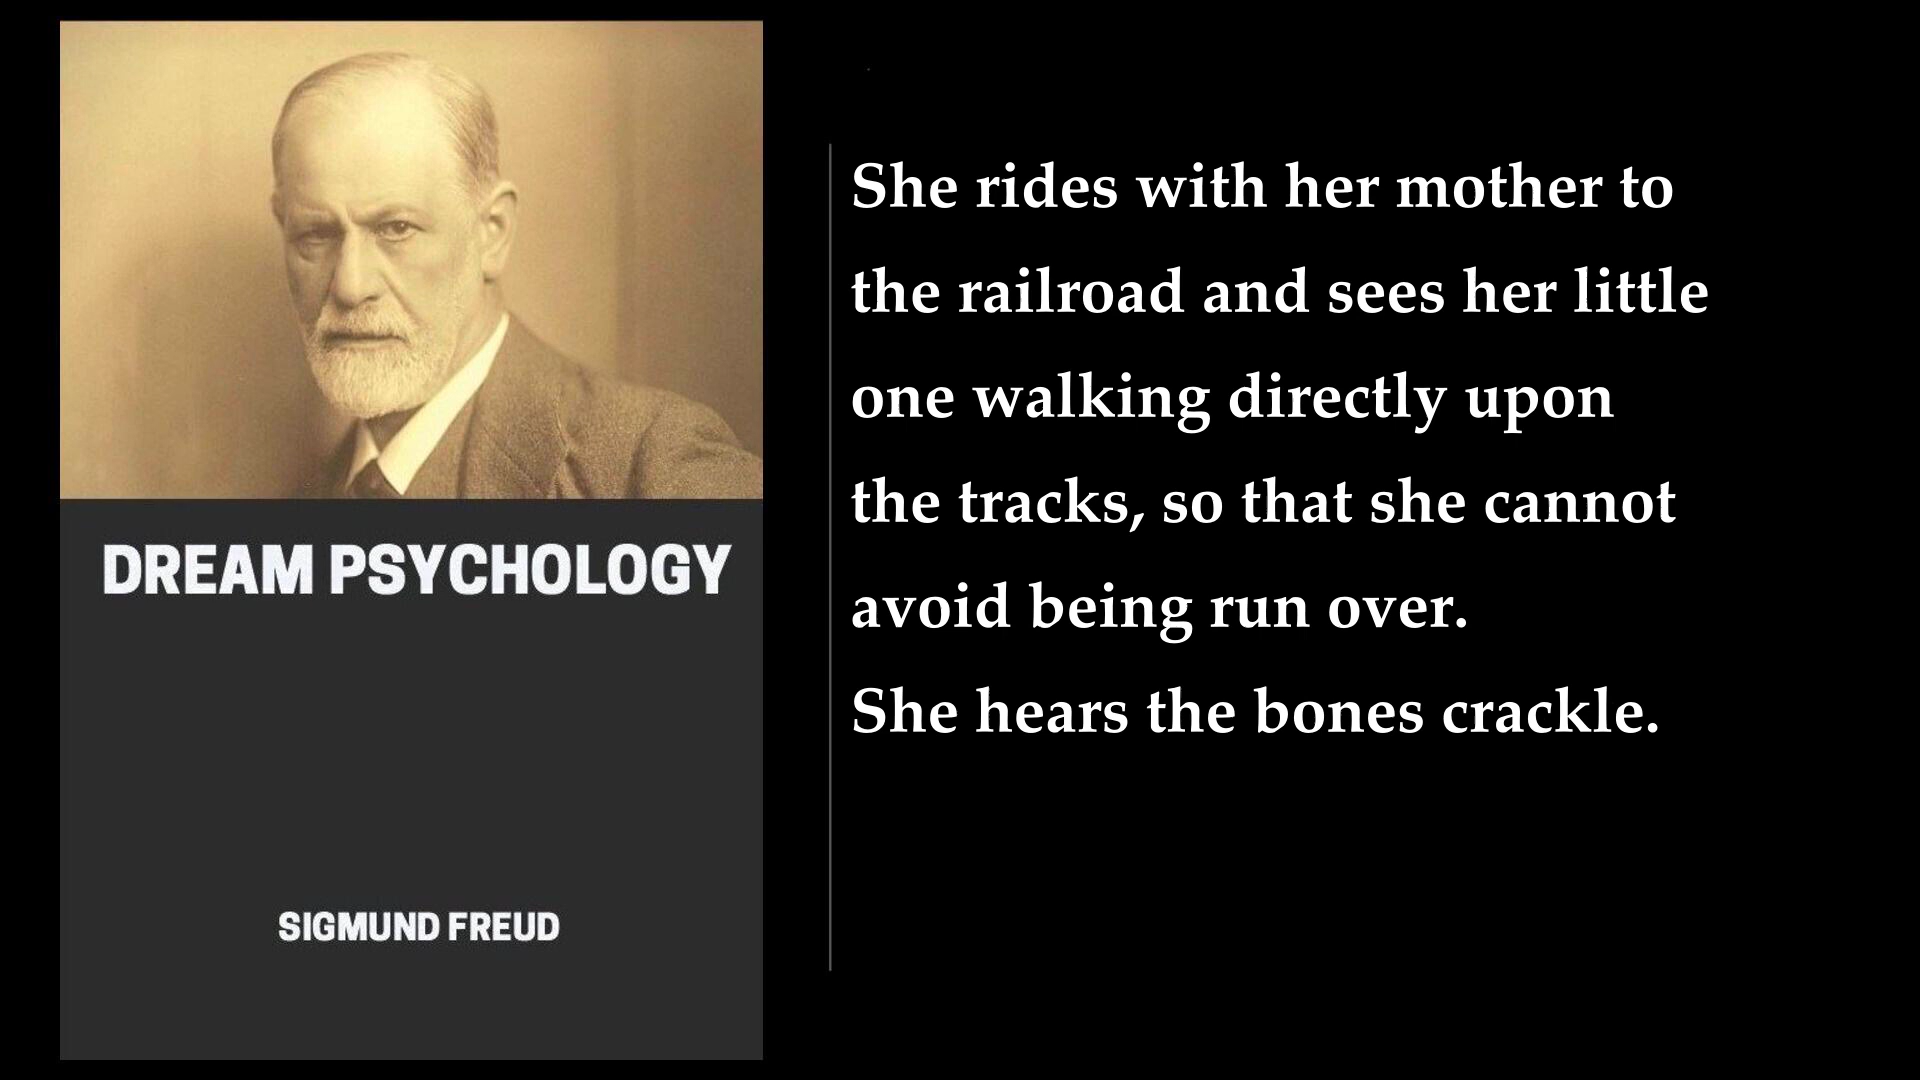 DREAM PSYCHOLOGY
SIGMUND FREUD
She rides with her mother to
the railroad and sees her little
one walking directly upon
the tracks, so that she cannot
avoid being run over.
She hears the bones crackle.